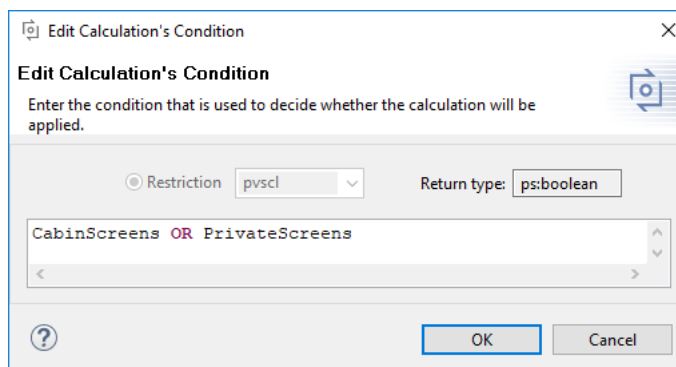 Edit Calculation's Condition
Edit Calculation's Condition
Enter the condition that is used to decide whether the calculation will be
applied.
Restriction pvscl Return type: ps:boolean
CabinScreens OR PrivateScreens
OK Cancel